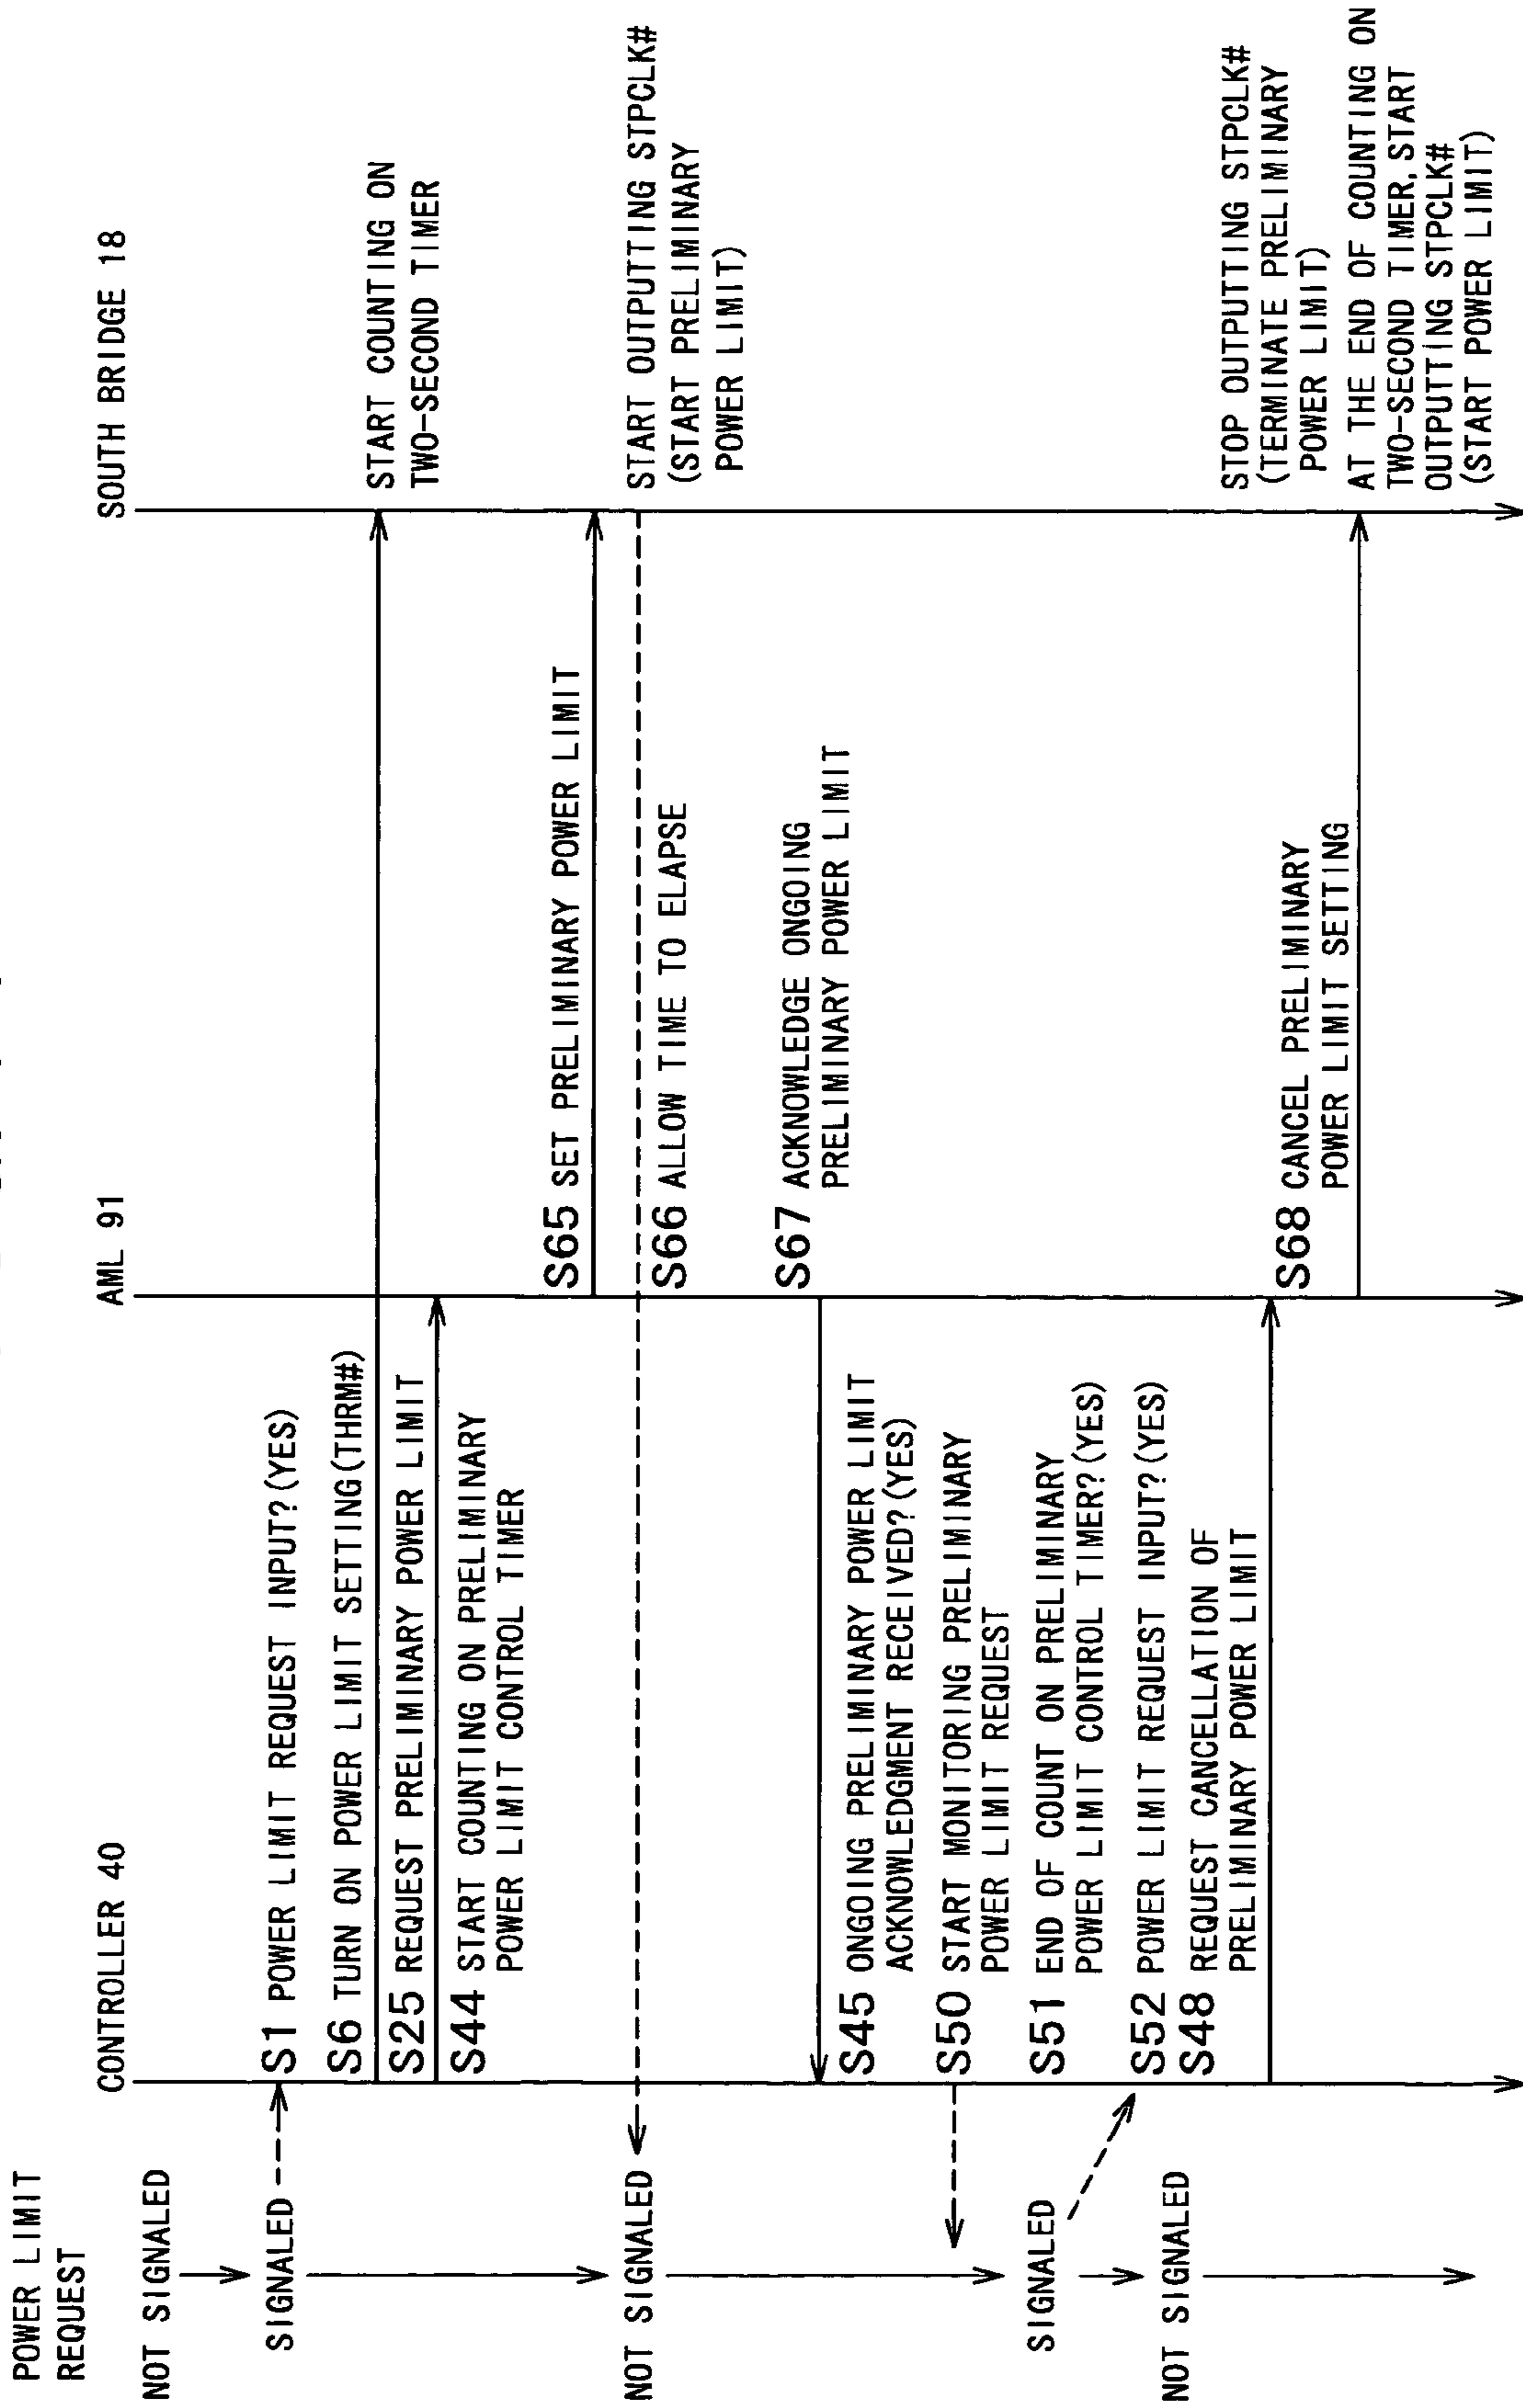 POWER LIMIT
REQUEST
NOT SIGNALED
SIGNALED
NOT SIGNALED
SIGNALED
NOT SIGNALED
CONTROLLER 40
S1 POWER LIMIT REQUEST INPUT?(YES)
S6 TURN ON POWER LIMIT SETTING(THRM#)
S25 REQUEST PRELIMINARY POWER LIMIT
S44 START COUNTING ON PRELIMINARY
POWER LIMIT CONTROL TIMER
S45 ONGOING PRELIMINARY POWER LIMIT
ACKNOWLEDGMENT RECEIVED?(YES)
S50 START MONITORING PRELIMINARY
POWER LIMIT REQUEST
S51 END OF COUNT ON PRELIMINARY
POWER LIMIT CONTROL TIMER?(YES)
S52 POWER LIMIT REQUEST INPUT?(YES)
S48 REQUEST CANCELLATION OF
PRELIMINARY POWER LIMIT
AML 91
S65 SET PRELIMINARY POWER LIMIT
S66 ALLOW TIME TO ELAPSE
S67 ACKNOWLEDGE ONGOING
PRELIMINARY POWER LIMIT
S68 CANCEL PRELIMINARY
POWER LIMIT SETTING
SOUTH BRIDGE 18
START COUNTING ON
TWO-SECOND TIMER
START OUTPUTTING STPCLK#
(START PRELIMINARY
POWER LIMIT)
STOP OUTPUTTING STPCLK#
(TERMINATE PRELIMINARY
POWER LIMIT)
AT THE END OF COUNTING ON
TWO-SECOND TIMER, START
OUTPUTTING STPCLK#
(START POWER LIMIT)